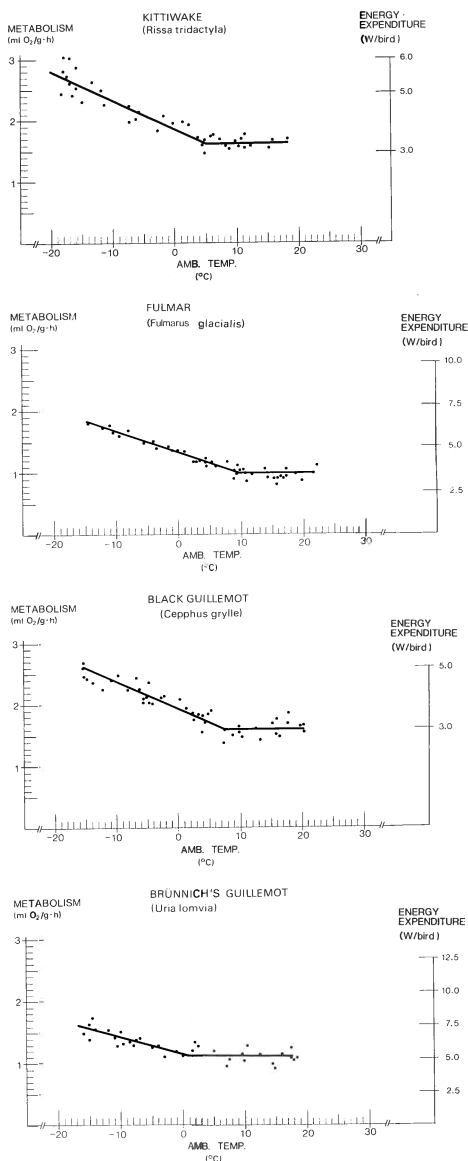 KITTIWAKE
(Rissa tridactyla)
METABOLISM
(ml O₂/g·h)
ENERGY ·
EXPENDITURE
(W/bird)
3
2
1
6.0
5.0
3.0
-20 -10 0 10 20 30
AMB. TEMP.
(°C)
FULMAR
(Fulmarus glacialis)
METABOLISM
(ml O₂/g·h)
ENERGY
EXPENDITURE
(W/bird)
3
2
1
10.0
7.5
5.0
2.5
-20 -10 0 10 20 30
AMB. TEMP.
(°C)
BLACK GUILLEMOT
(Cepphus grylle)
METABOLISM
(ml O₂/g·h)
ENERGY
EXPENDITURE
(W/bird)
3
2
1
5.0
3.0
-20 -10 0 10 20 30
AMB. TEMP.
(°C)
BRÜNNICH'S GUILLEMOT
(Uria lomvia)
METABOLISM
(ml O₂/g·h)
ENERGY
EXPENDITURE
(W/bird)
3
2
1
12.5
10.0
7.5
5.0
2.5
-20 -10 0 10 20 30
AMB. TEMP.
(°C)